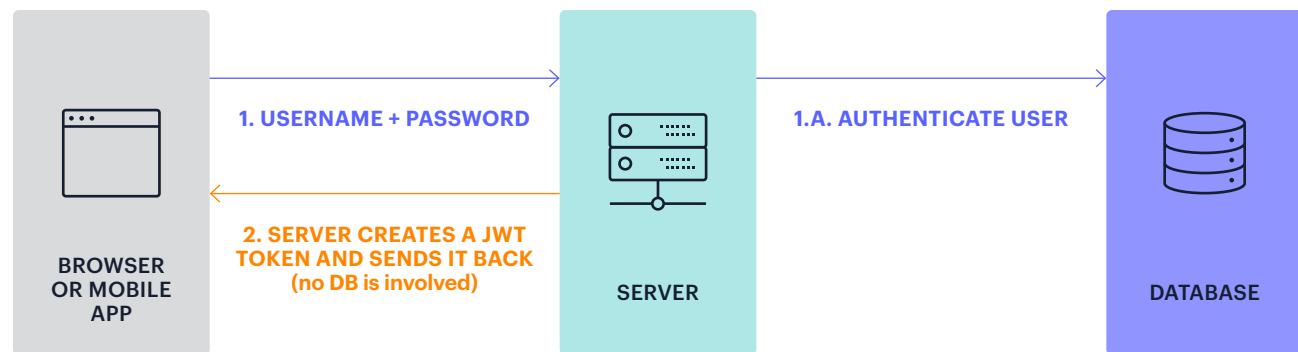 1. USERNAME + PASSWORD
1.A. AUTHENTICATE USER
2. SERVER CREATES A JWT
TOKEN AND SENDS IT BACK
(no DB is involved)
BROWSER
OR MOBILE
APP
SERVER
DATABASE